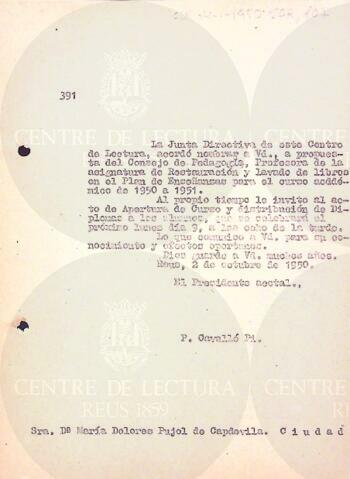 391
La Junta Directiva de este Centro
de Lectura, acordó nombrar a Vd., a propues-
ta del Consejo de Pedagogía, Profesora de la
asignatura de Restauración y Lavado de libros
en el Plan de Enseñanzas para el curso acadé-
mico de 1950 a 1951.
Al propio tiempo le invito al ac-
to de Apertura de Curso y distribución de Di-
plomas a los alumnos, que se celebrará el
próximo lunes día 9, a las ocho de la tarde.
Lo que comunico a Vd. para su co-
nocimiento y efectos oportunos.
Dios guarde a Vd. muchos años.
Reus, 2 de octubre de 1950.
El Presidente acctal.,
P. Cavallé Pi.
CENTRE DE LECTURA
REUS 1859
Sra. Dª María Dolores Pujol de Capdevila. Ciudad